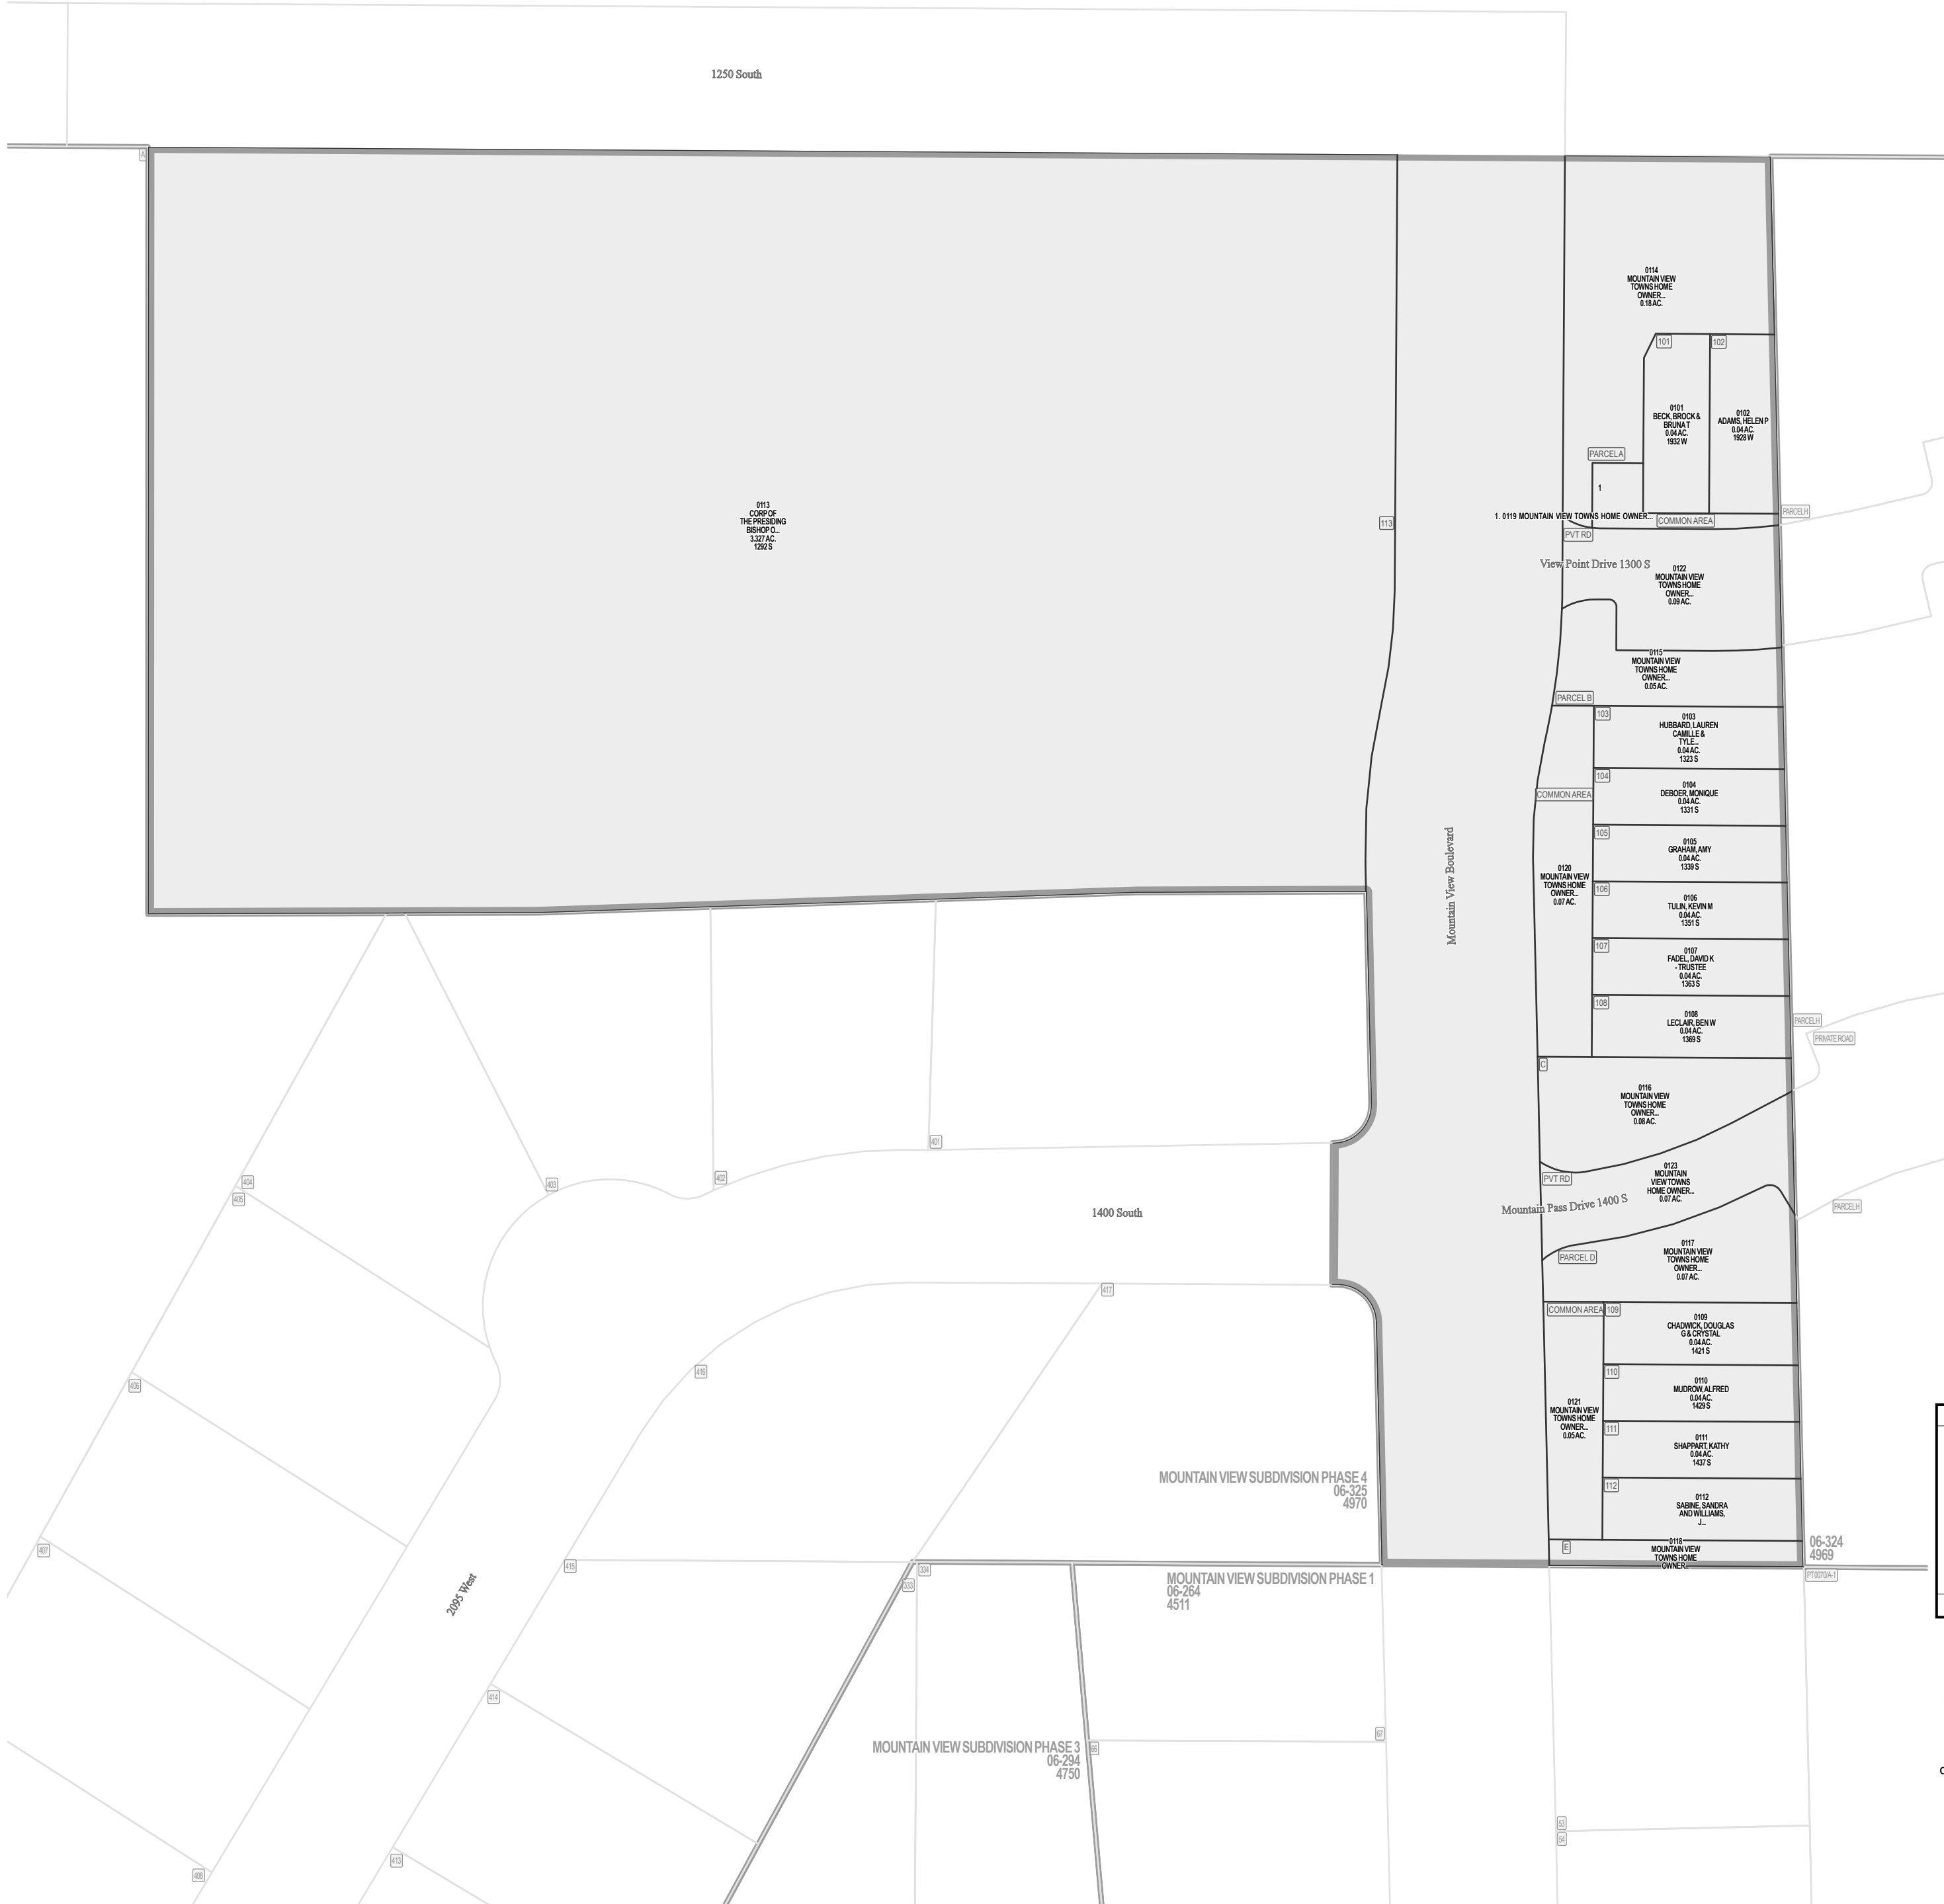 1250 South
A
0114
MOUNTAIN VIEW
TOWNS HOME
OWNER...
0.18 AC.
101
102
0101
BECK, BROCK &
BRUNA T
0.04 AC.
1932 W
0102
ADAMS, HELEN P
0.04 AC.
1928 W
PARCEL A
1
0113
CORP OF
THE PRESIDING
BISHOP O...
3.327 AC.
1292 S
113
1. 0119 MOUNTAIN VIEW TOWNS HOME OWNER...
COMMON AREA
PARCEL H
PVT RD
View Point Drive 1300 S
0122
MOUNTAIN VIEW
TOWNS HOME
OWNER...
0.09 AC.
0115
MOUNTAIN VIEW
TOWNS HOME
OWNER...
0.05 AC.
PARCEL B
103
0103
HUBBARD, LAUREN
CAMILLE &
TYLE...
0.04 AC.
1323 S
104
0104
DEBOER, MONIQUE
0.04 AC.
1331 S
COMMON AREA
Mountain View Boulevard
105
0105
GRAHAM, AMY
0.04 AC.
1339 S
0120
MOUNTAIN VIEW
TOWNS HOME
OWNER...
0.07 AC.
106
0106
TULIN, KEVIN M
0.04 AC.
1351 S
107
0107
FADEL, DAVID K
- TRUSTEE
0.04 AC.
1363 S
108
0108
LECLAIR, BEN W
0.04 AC.
1369 S
PARCEL H
PRIVATE ROAD
C
0116
MOUNTAIN VIEW
TOWNS HOME
OWNER...
0.08 AC.
401
402
403
404
405
PVT RD
0123
MOUNTAIN
VIEW TOWNS
HOME OWNER...
0.07 AC.
Mountain Pass Drive 1400 S
PARCEL H
1400 South
PARCEL D
0117
MOUNTAIN VIEW
TOWNS HOME
OWNER...
0.07 AC.
417
COMMON AREA
109
0109
CHADWICK, DOUGLAS
G & CRYSTAL
0.04 AC.
1421 S
416
406
110
0110
MUDROW, ALFRED
0.04 AC.
1429 S
0121
MOUNTAIN VIEW
TOWNS HOME
OWNER...
0.05 AC.
111
0111
SHAPPART, KATHY
0.04 AC.
1437 S
112
0112
SABINE, SANDRA
AND WILLIAMS,
J...
MOUNTAIN VIEW SUBDIVISION PHASE 4
06-325
4970
407
E
0118
MOUNTAIN VIEW
TOWNS HOME
OWNER...
06-324
4969
PT 0070/A-1
415
334
333
MOUNTAIN VIEW SUBDIVISION PHASE 1
06-264
4511
2095 West
414
67
66
MOUNTAIN VIEW SUBDIVISION PHASE 3
06-294
4750
53
54
413
408